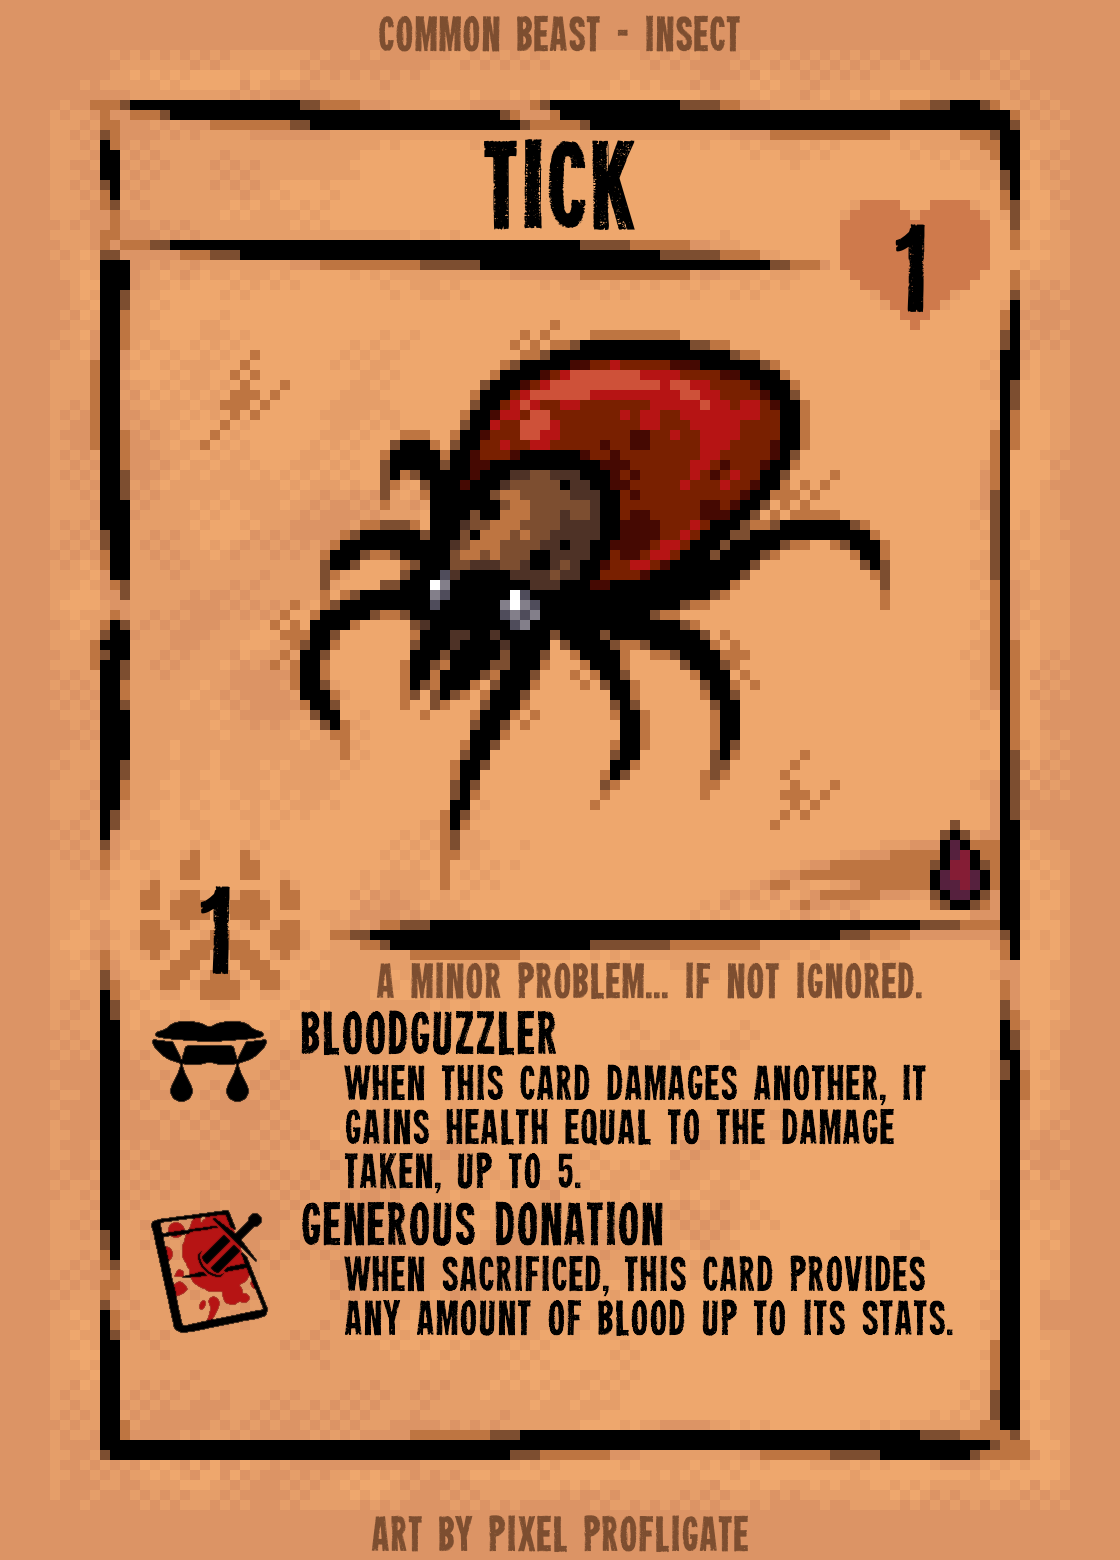 COMMON BEAST - INSECT
TICK
1
1
A MINOR PROBLEM... IF NOT IGNORED.
BLOODGUZZLER
WHEN THIS CARD DAMAGES ANOTHER, IT
GAINS HEALTH EQUAL TO THE DAMAGE
TAKEN, UP TO 5.
GENEROUS DONATION
WHEN SACRIFICED, THIS CARD PROVIDES
ANY AMOUNT OF BLOOD UP TO ITS STATS.
ART BY PIXEL PROFLIGATE